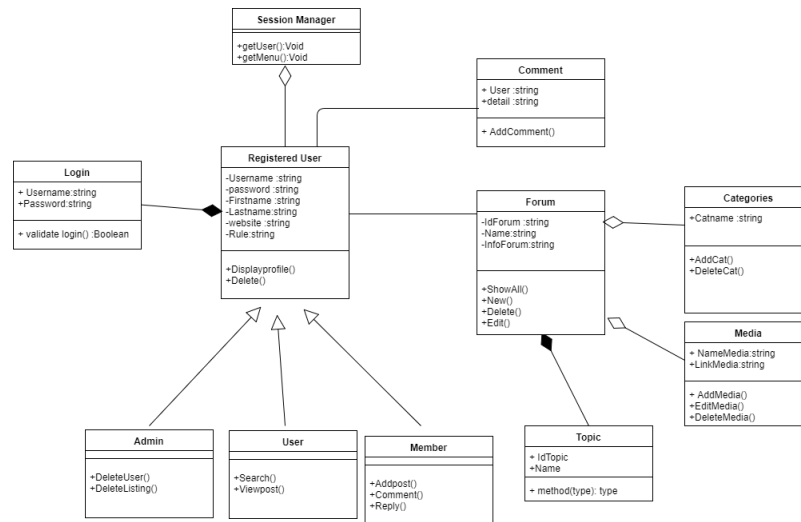 Session Manager
+getUser():Void
+getMenu():Void
Comment
+ User :string
+detail :string
+ AddComment()
Login
+ Username:string
+Password:string
+ validate login() :Boolean
Registered User
-Username :string
-password :string
-Firstname :string
-Lastname:string
-website :string
-Rule:string
+Displayprofile()
+Delete()
Forum
-IdForum :string
-Name:string
-InfoForum:string
+ShowAll()
+New()
+Delete()
+Edit()
Categories
+Catname :string
+AddCat()
+DeleteCat()
Media
+ NameMedia:string
+LinkMedia:string
+ AddMedia()
+EditMedia()
+DeleteMedia()
Admin
+DeleteUser()
+DeleteListing()
User
+Search()
+Viewpost()
Member
+Addpost()
+Comment()
+Reply()
Topic
+ IdTopic
+Name
+ method(type): type